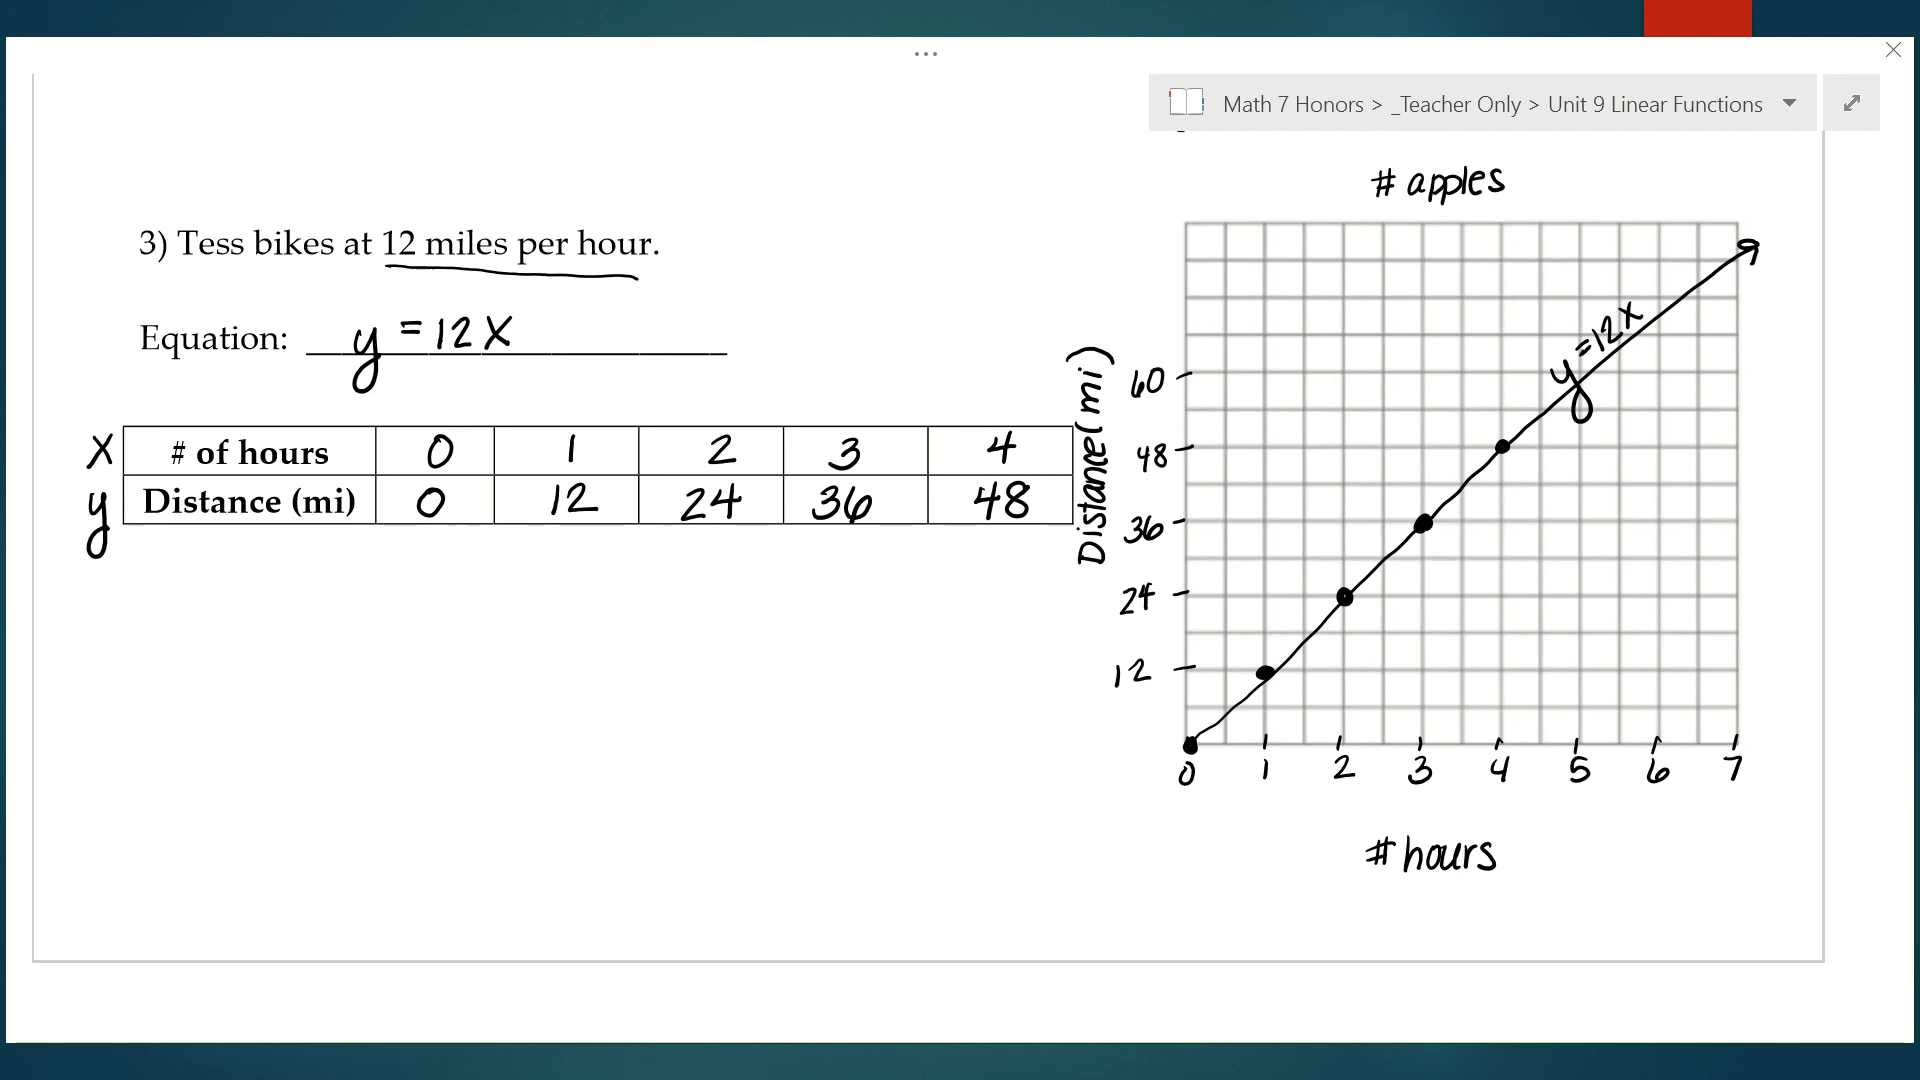 Math 7 Honors > _Teacher Only > Unit 9 Linear Functions
# apples
3) Tess bikes at 12 miles per hour.
Equation: y = 12x
x # of hours 0 1 2 3 4
y Distance (mi) 0 12 24 36 48
Distance (mi)
60
48
36
24
12
y = 12x
0 1 2 3 4 5 6 7
# hours